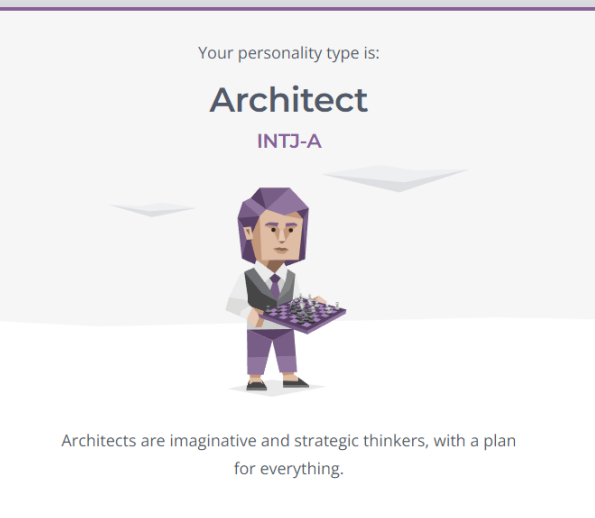 Your personality type is:
Architect
INTJ-A
Architects are imaginative and strategic thinkers, with a plan
for everything.